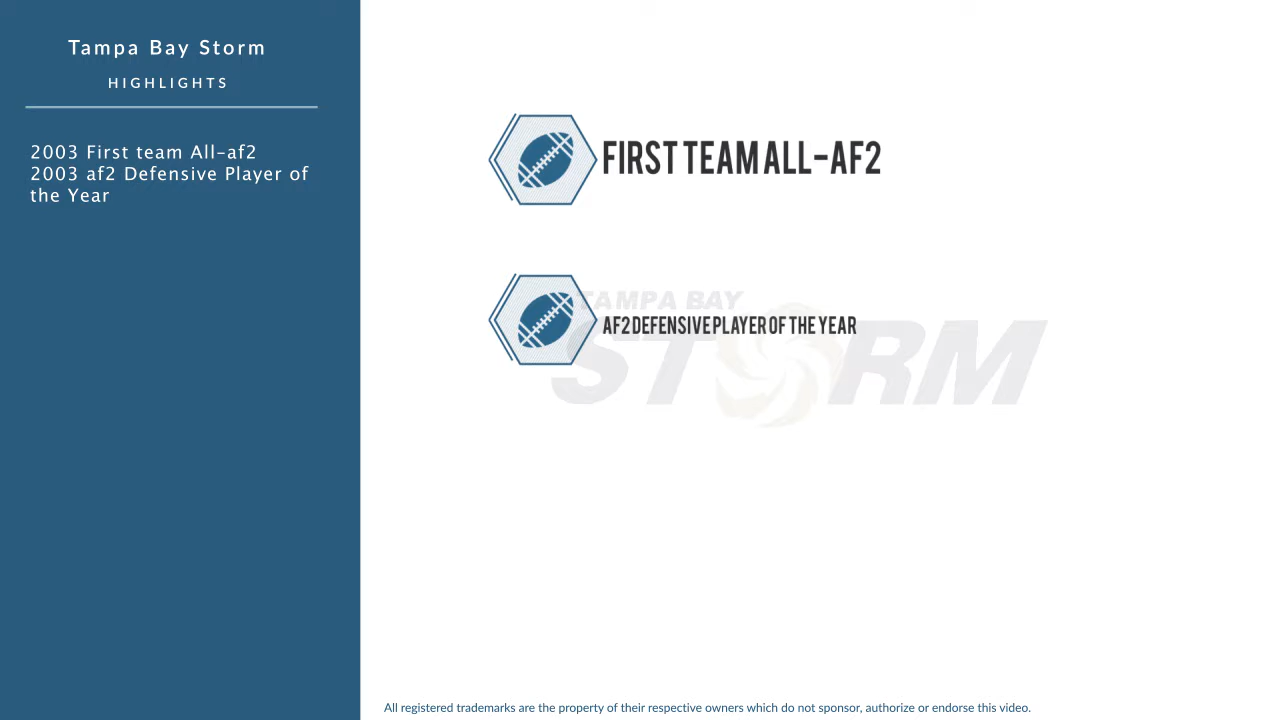 Tampa Bay Storm
HIGHLIGHTS
2003 First team All-af2
2003 af2 Defensive Player of
the Year
FIRST TEAM ALL-AF2
TAMPA BAY
AF2 DEFENSIVE PLAYER OF THE YEAR
STORM
All registered trademarks are the property of their respective owners which do not sponsor, authorize or endorse this video.